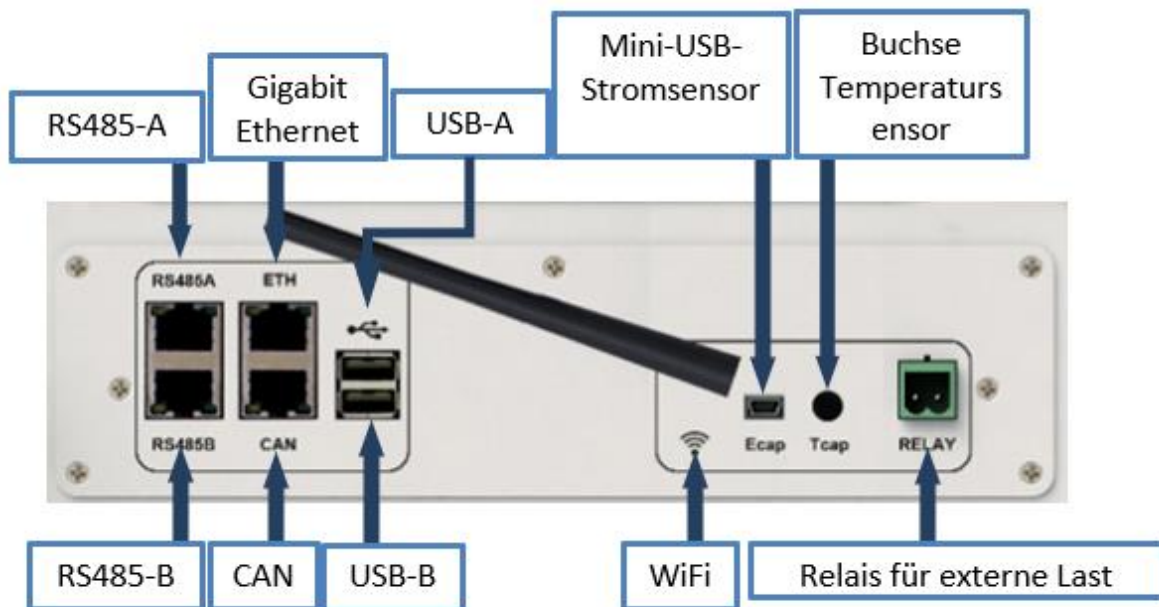 Mini-USB-
Stromsensor
Buchse
Temperaturs
ensor
Gigabit
Ethernet
RS485-A
USB-A
RS485A
ETH
RS485B
CAN
Ecap
Tcap
RELAY
RS485-B
CAN
USB-B
WiFi
Relais für externe Last